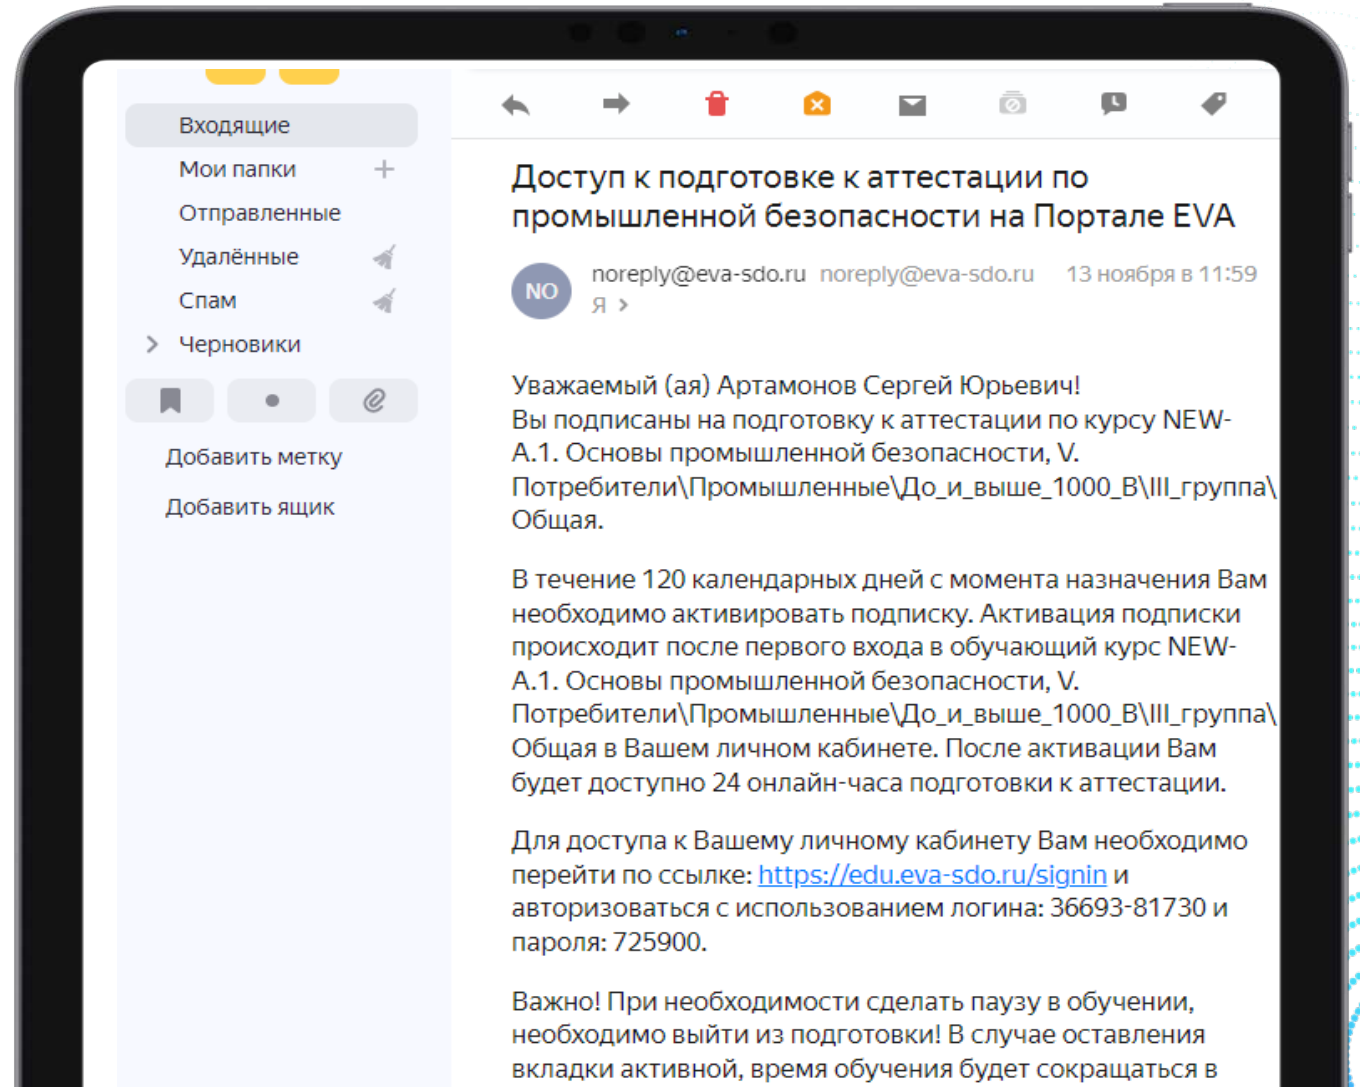 Входящие
Мои папки
Отправленные
Удалённые
Спам
Черновики
Добавить метку
Добавить ящик
Доступ к подготовке к аттестации по
промышленной безопасности на Портале EVA
NO
noreply@eva-sdo.ru noreply@eva-sdo.ru 13 ноября в 11:59
Я >
Уважаемый (ая) Артамонов Сергей Юрьевич!
Вы подписаны на подготовку к аттестации по курсу NEW-
А.1. Основы промышленной безопасности, V.
Потребители\Промышленные\До_и_выше_1000_В\III_группа\
Общая.
В течение 120 календарных дней с момента назначения Вам
необходимо активировать подписку. Активация подписки
происходит после первого входа в обучающий курс NEW-
А.1. Основы промышленной безопасности, V.
Потребители\Промышленные\До_и_выше_1000_В\III_группа\
Общая в Вашем личном кабинете. После активации Вам
будет доступно 24 онлайн-часа подготовки к аттестации.
Для доступа к Вашему личному кабинету Вам необходимо
перейти по ссылке: https://edu.eva-sdo.ru/signin и
авторизоваться с использованием логина: 36693-81730 и
пароля: 725900.
Важно! При необходимости сделать паузу в обучении,
необходимо выйти из подготовки! В случае оставления
вкладки активной, время обучения будет сокращаться в